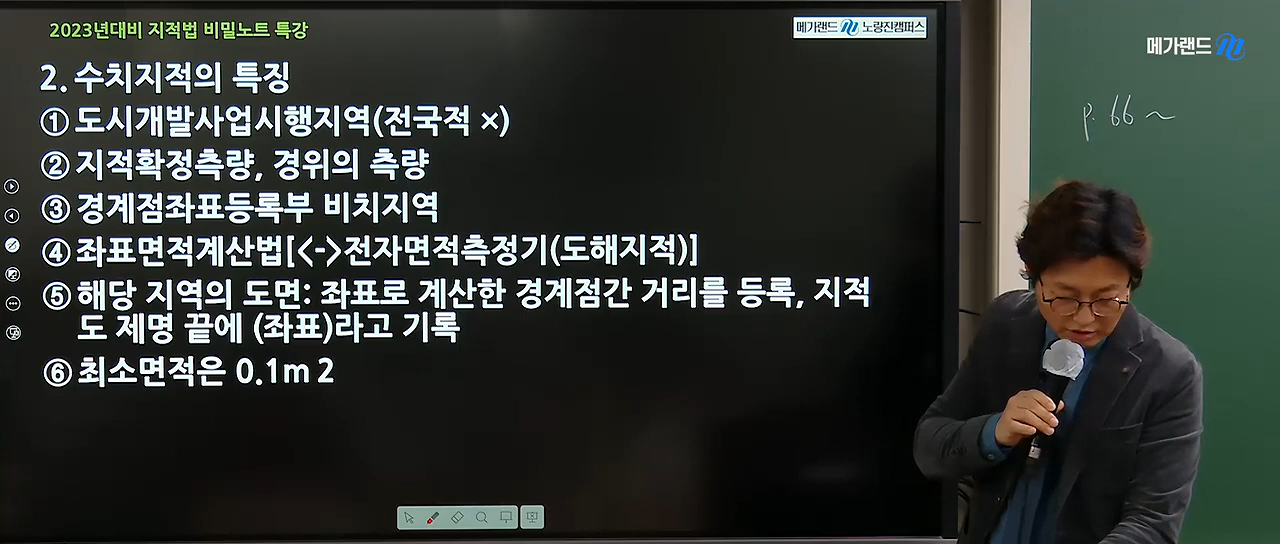 2023년대비 지적법 비밀노트 특강
메가랜드 노량진캠퍼스
메가랜드
2. 수치지적의 특징
① 도시개발사업시행지역(전국적 ×)
② 지적확정측량, 경위의 측량
③ 경계점좌표등록부 비치지역
④ 좌표면적계산법[<->전자면적측정기(도해지적)]
⑤ 해당 지역의 도면: 좌표로 계산한 경계점간 거리를 등록, 지적
도 제명 끝에 (좌표)라고 기록
⑥ 최소면적은 0.1m 2
p. 66 ~